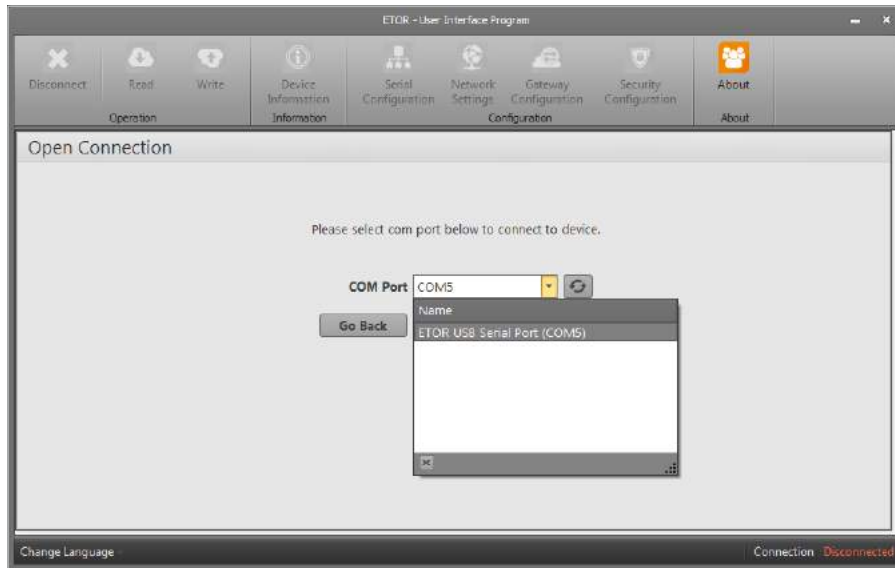 ETOR - User Interface Program
Disconnect
Read
Write
Device Information
Serial Configuration
Network Settings
Gateway Configuration
Security Configuration
About
Operation
Information
Configuration
About
Open Connection
Please select com port below to connect to device.
COM Port COM5
Name
Go Back
ETOR USB Serial Port (COM5)
Change Language
Connection Disconnected